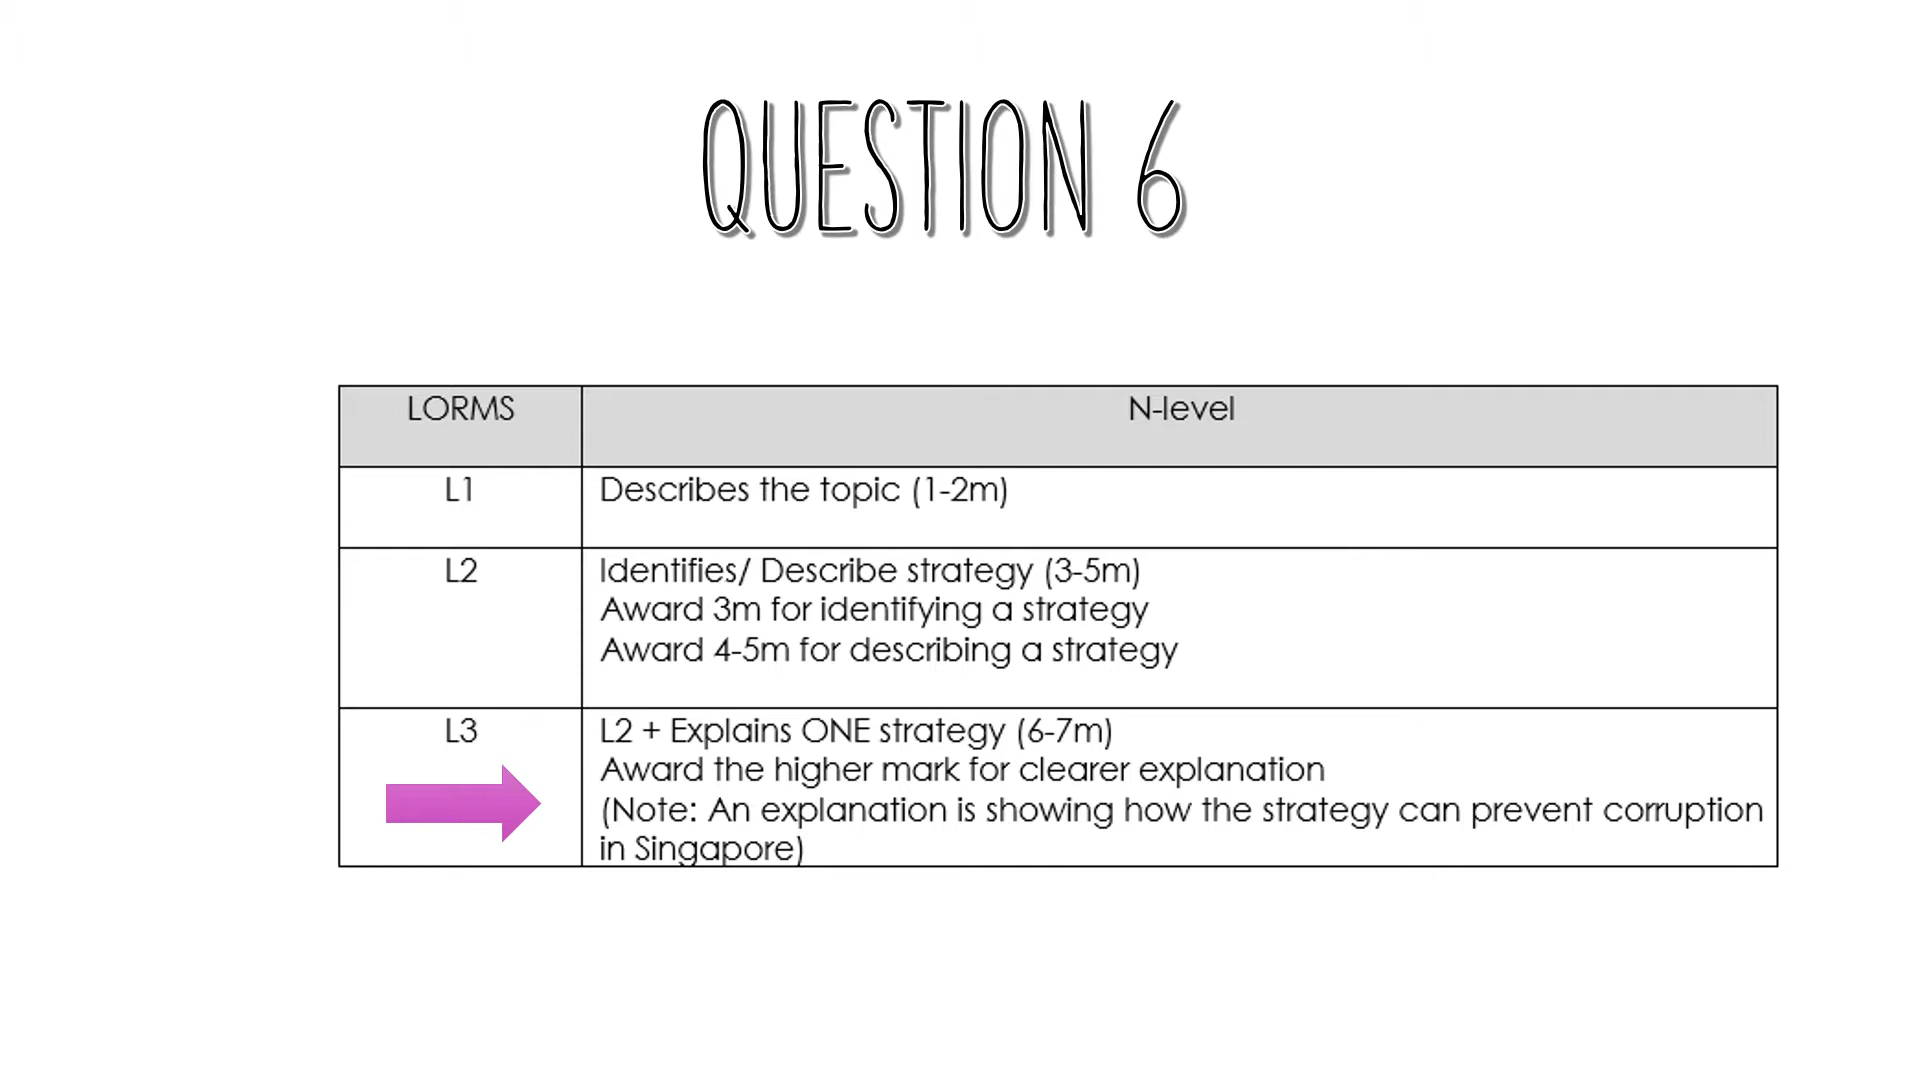 QUESTION 6
LORMS
N-level
L1
Describes the topic (1-2m)
L2
Identifies/ Describe strategy (3-5m)
Award 3m for identifying a strategy
Award 4-5m for describing a strategy
L3
L2 + Explains ONE strategy (6-7m)
Award the higher mark for clearer explanation
(Note: An explanation is showing how the strategy can prevent corruption
in Singapore)